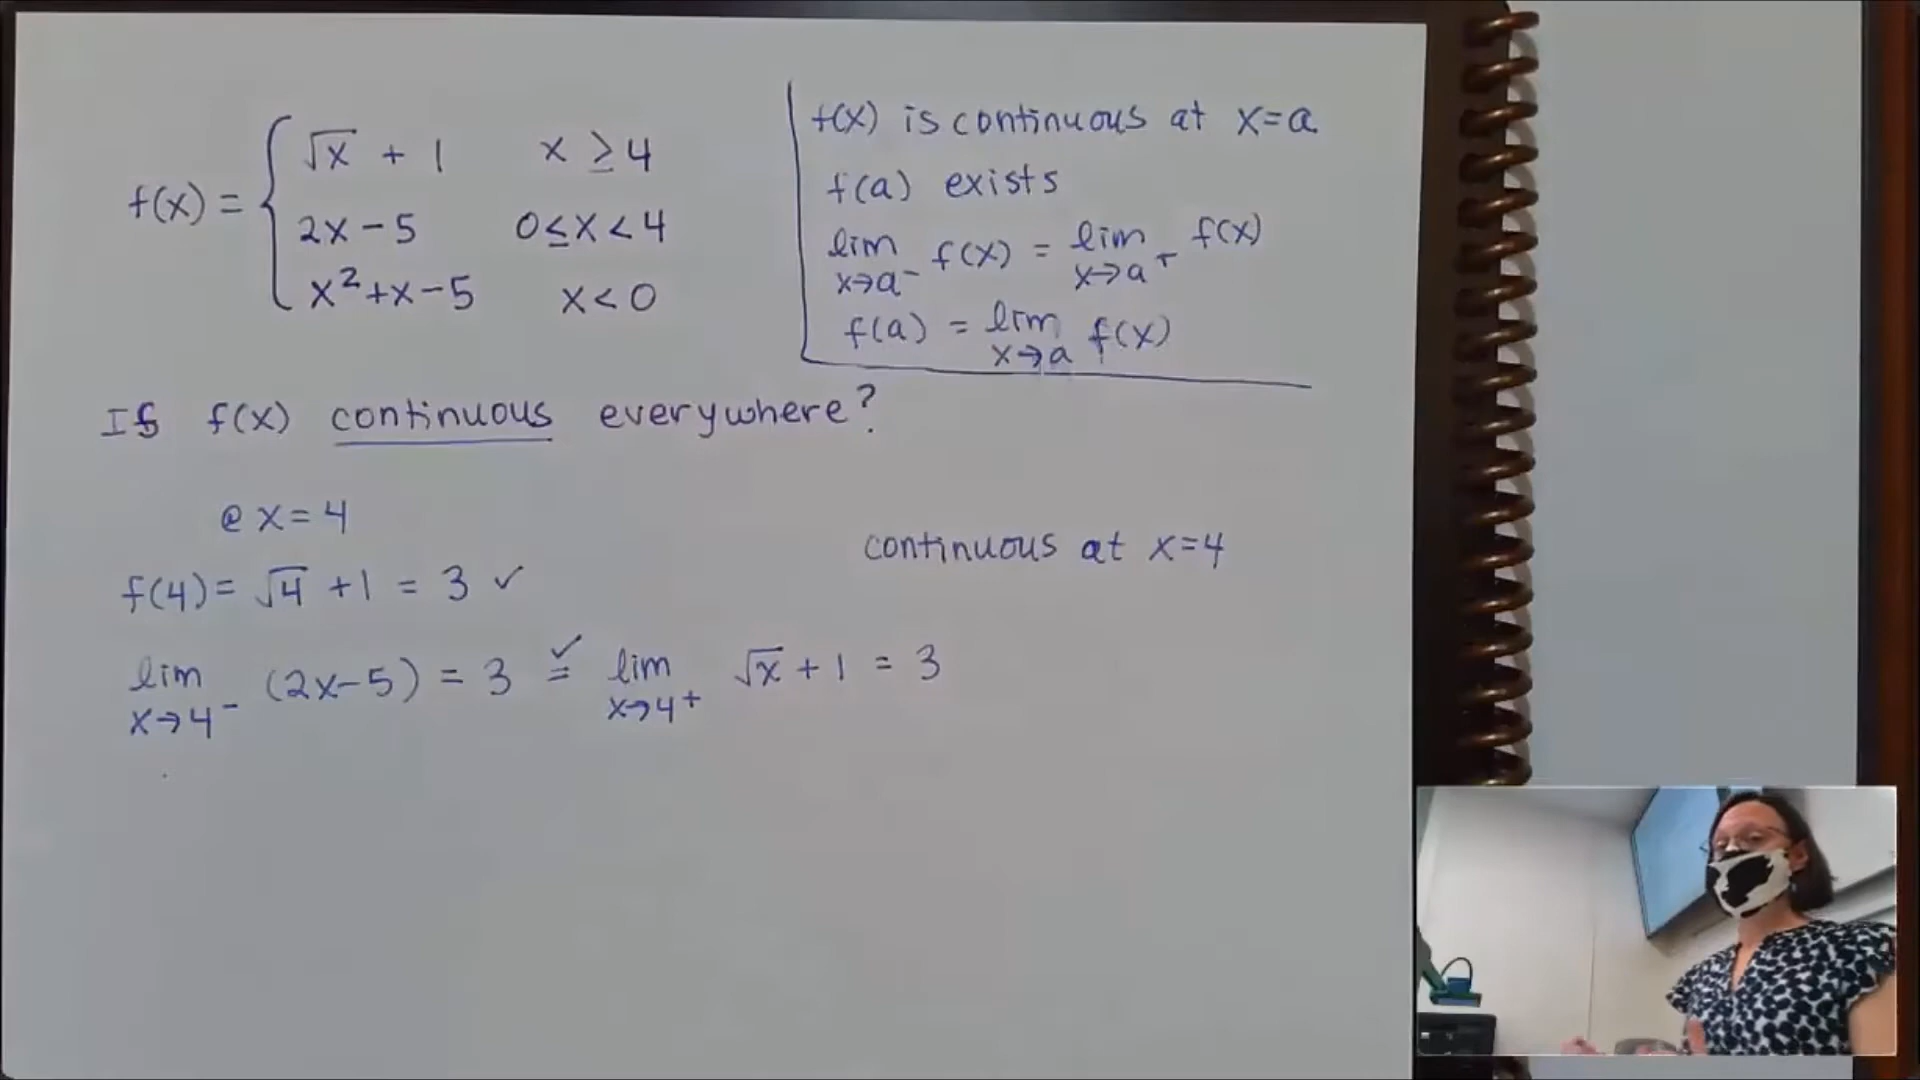 f(x) = { √x + 1    x ≥ 4
2x - 5    0 ≤ x < 4
x² + x - 5    x < 0
f(x) is continuous at x = a
f(a) exists
lim x→a⁻ f(x) = lim x→a⁺ f(x)
f(a) = lim x→a f(x)
Is f(x) continuous everywhere?
@ x = 4
f(4) = √4 + 1 = 3 ✓
continuous at x = 4
lim x→4⁻ (2x-5) = 3 ✓= lim x→4⁺ √x + 1 = 3